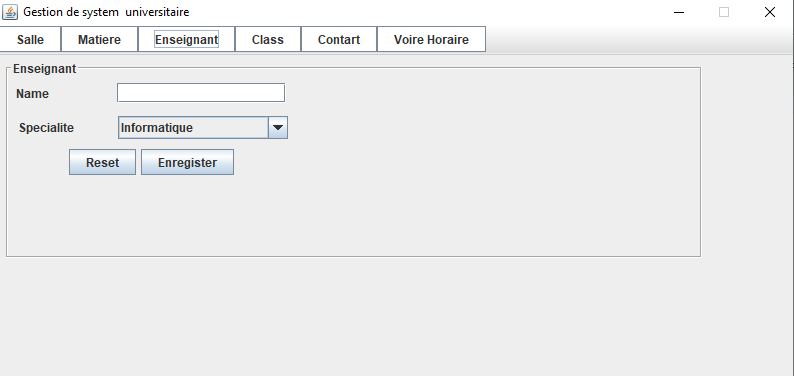 Gestion de system  universitaire
Salle Matiere Enseignant Class Contart Voire Horaire
Enseignant
Name
Specialite Informatique
Reset Enregister